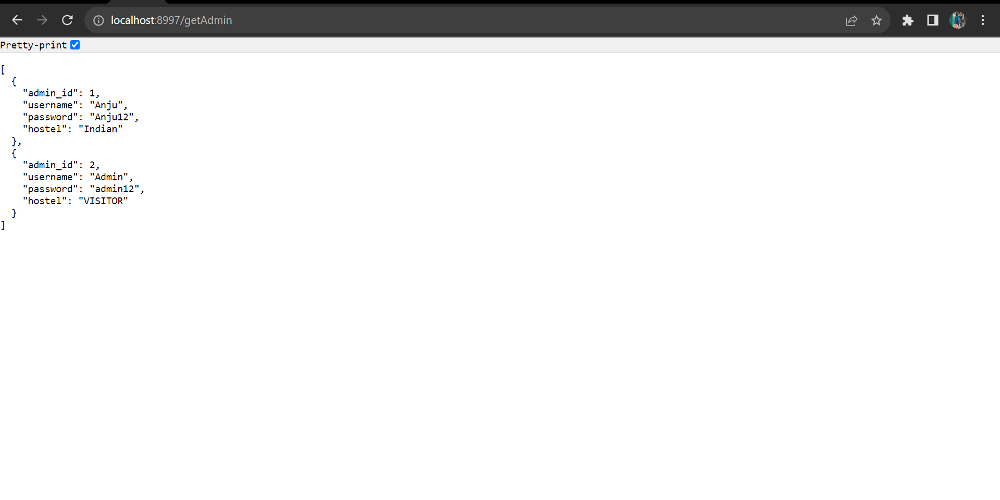 localhost:8997/getAdmin
Pretty-print
[
  {
    "admin_id": 1,
    "username": "Anju",
    "password": "Anju12",
    "hostel": "Indian"
  },
  {
    "admin_id": 2,
    "username": "Admin",
    "password": "admin12",
    "hostel": "VISITOR"
  }
]